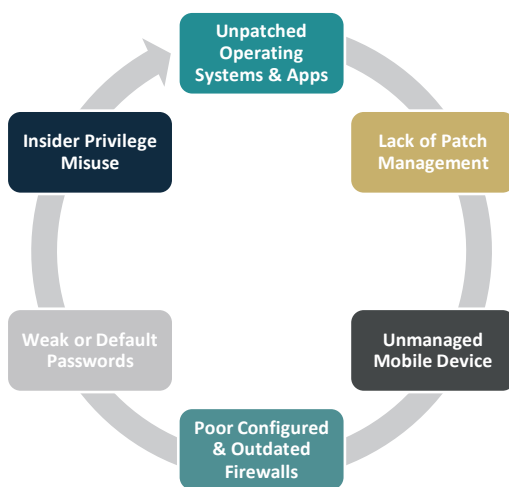 Unpatched
Operating
Systems & Apps
Lack of Patch
Management
Unmanaged
Mobile Device
Poor Configured
& Outdated
Firewalls
Weak or Default
Passwords
Insider Privilege
Misuse